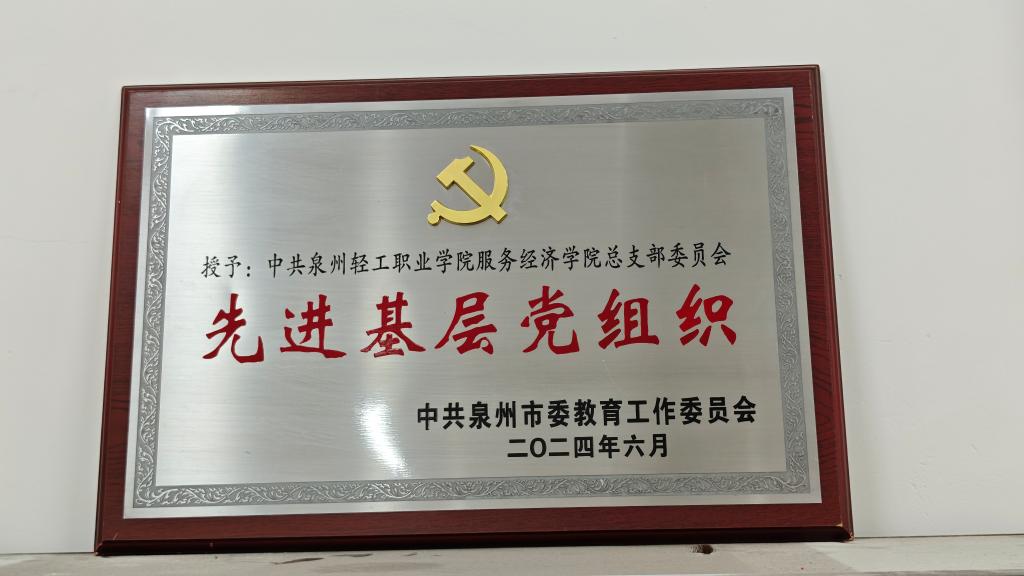 授予：中共泉州轻工职业学院服务经济学院总支部委员会
先进基层党组织
中共泉州市委教育工作委员会
二〇二四年六月